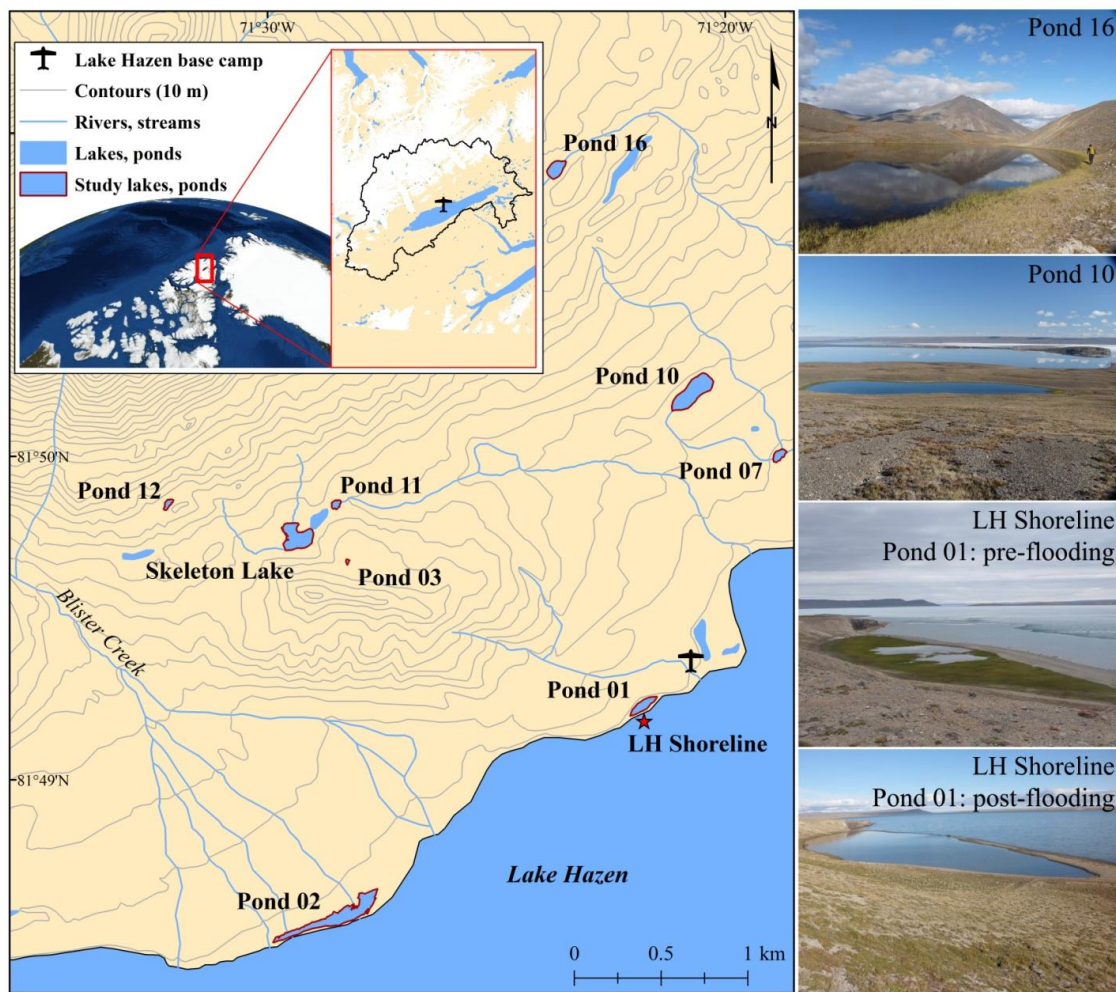 71°30'W
71°20'W
Lake Hazen base camp
Contours (10 m)
Rivers, streams
Lakes, ponds
Study lakes, ponds
N
Pond 16
Pond 10
81°50'N
Pond 07
Pond 12
Pond 11
Skeleton Lake
Pond 03
Blister Creek
Pond 01
LH Shoreline
81°49'N
Lake Hazen
Pond 02
0 0.5 1 km
Pond 16
Pond 10
LH Shoreline
Pond 01: pre-flooding
LH Shoreline
Pond 01: post-flooding